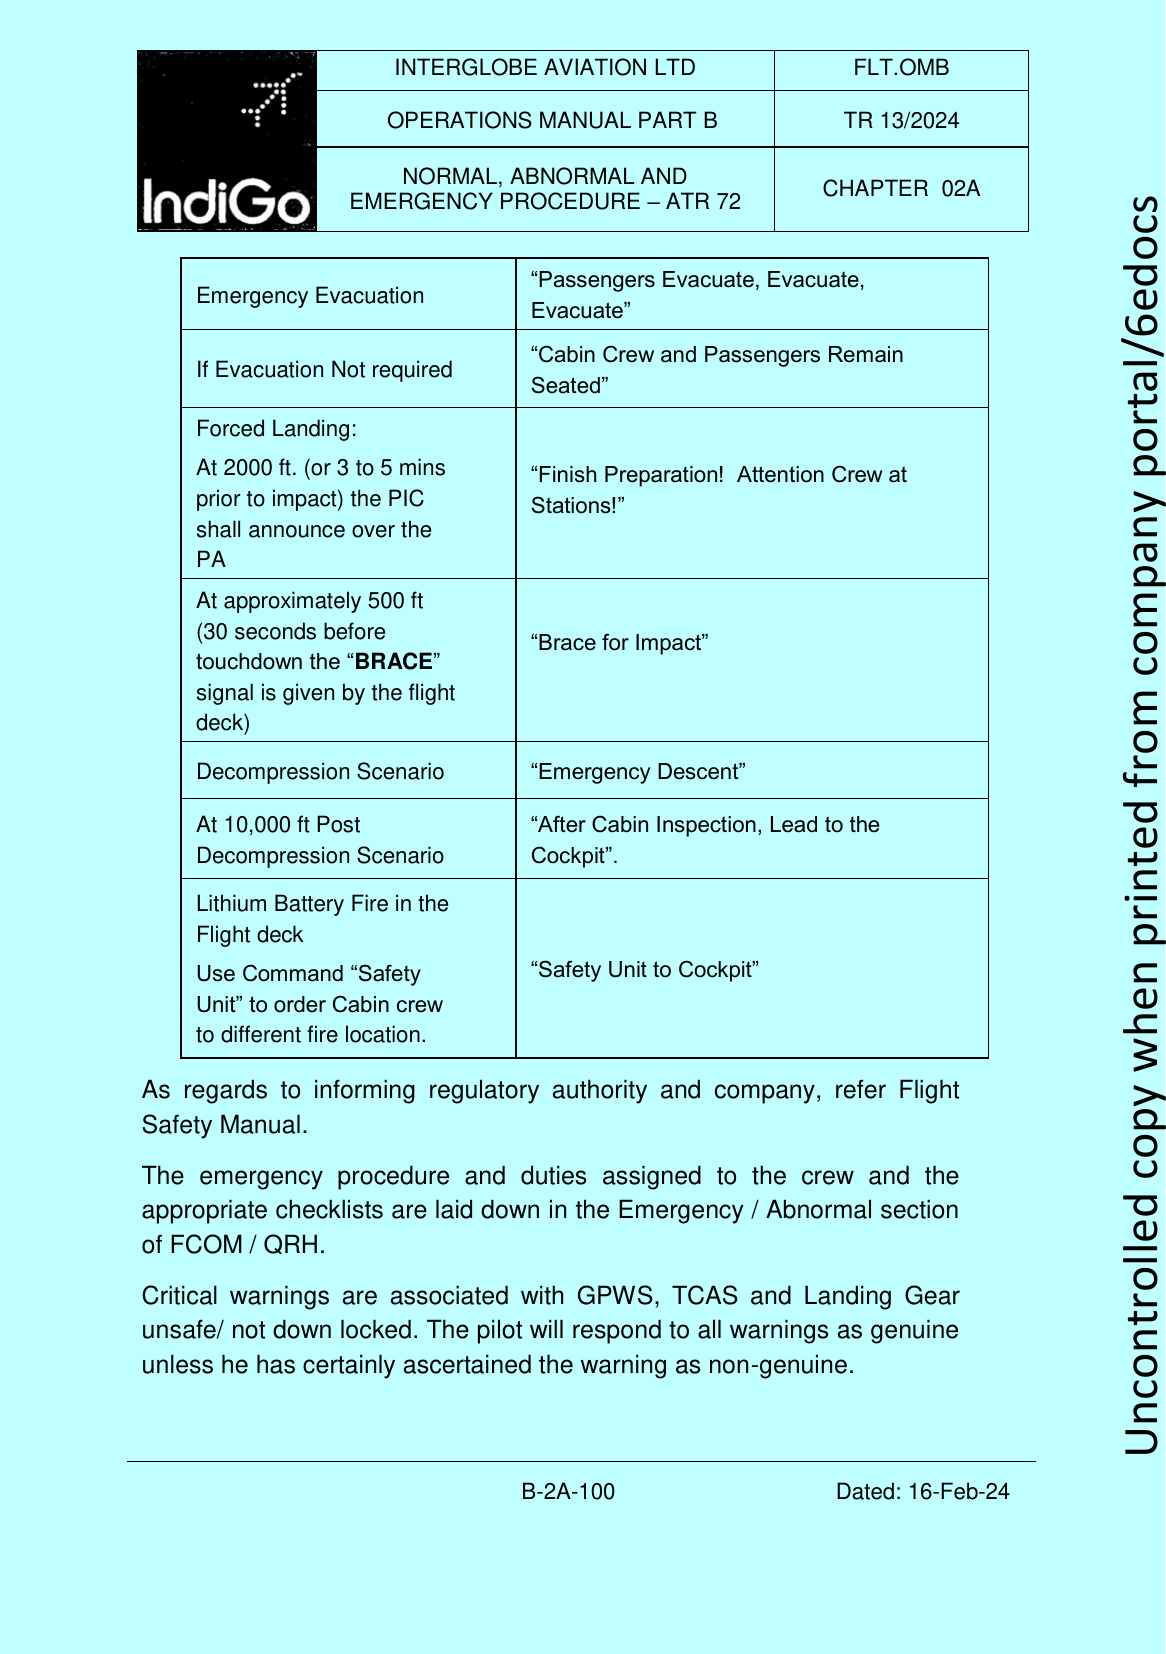 IndiGo
INTERGLOBE AVIATION LTD
FLT.OMB
OPERATIONS MANUAL PART B
TR 13/2024
NORMAL, ABNORMAL AND
EMERGENCY PROCEDURE – ATR 72
CHAPTER  02A
Emergency Evacuation
“Passengers Evacuate, Evacuate,
Evacuate”
If Evacuation Not required
“Cabin Crew and Passengers Remain
Seated”
Forced Landing:
At 2000 ft. (or 3 to 5 mins
prior to impact) the PIC
shall announce over the
PA
“Finish Preparation!  Attention Crew at
Stations!”
At approximately 500 ft
(30 seconds before
touchdown the “BRACE”
signal is given by the flight
deck)
“Brace for Impact”
Decompression Scenario
“Emergency Descent”
At 10,000 ft Post
Decompression Scenario
“After Cabin Inspection, Lead to the
Cockpit”.
Lithium Battery Fire in the
Flight deck
Use Command “Safety
Unit” to order Cabin crew
to different fire location.
“Safety Unit to Cockpit”
As regards to informing regulatory authority and company, refer Flight
Safety Manual.
The emergency procedure and duties assigned to the crew and the
appropriate checklists are laid down in the Emergency / Abnormal section
of FCOM / QRH.
Critical warnings are associated with GPWS, TCAS and Landing Gear
unsafe/ not down locked. The pilot will respond to all warnings as genuine
unless he has certainly ascertained the warning as non-genuine.
B-2A-100
Dated: 16-Feb-24
Uncontrolled copy when printed from company portal/6edocs